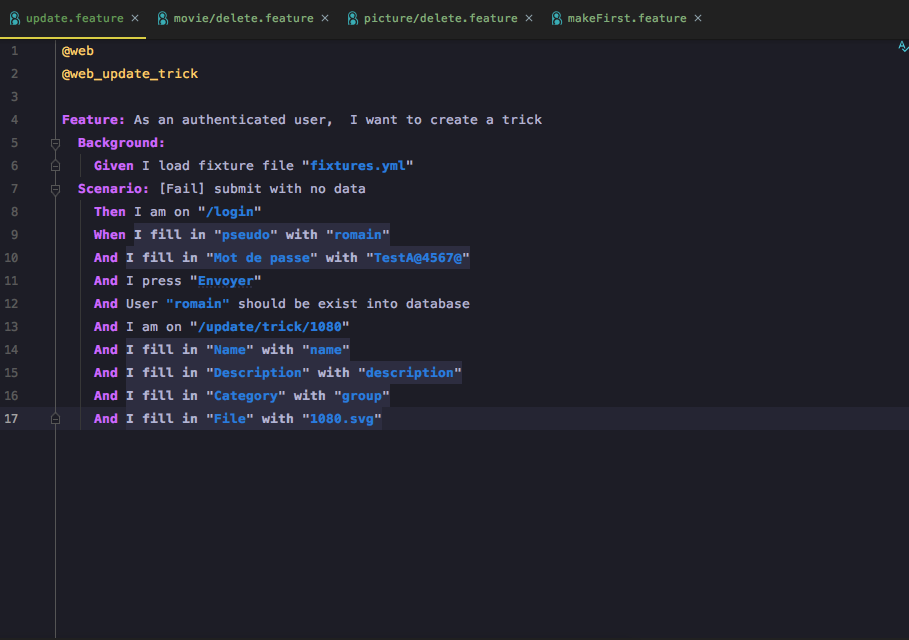 update.feature × movie/delete.feature × picture/delete.feature × makeFirst.feature ×
1 @web
2 @web_update_trick
3
4 Feature: As an authenticated user,  I want to create a trick
5 Background:
6 Given I load fixture file "fixtures.yml"
7 Scenario: [Fail] submit with no data
8 Then I am on "/login"
9 When I fill in "pseudo" with "romain"
10 And I fill in "Mot de passe" with "TestA@4567@"
11 And I press "Envoyer"
12 And User "romain" should be exist into database
13 And I am on "/update/trick/1080"
14 And I fill in "Name" with "name"
15 And I fill in "Description" with "description"
16 And I fill in "Category" with "group"
17 And I fill in "File" with "1080.svg"